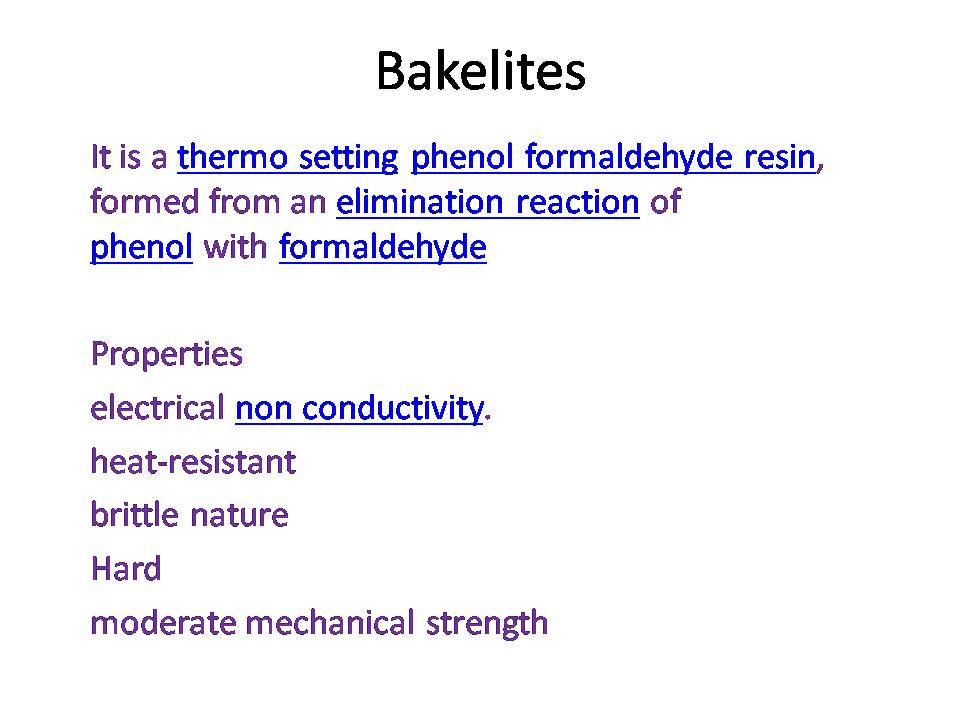 Bakelites
It is a thermo setting phenol formaldehyde resin,
formed from an elimination reaction of
phenol with formaldehyde
Properties
electrical non conductivity.
heat-resistant
brittle nature
Hard
moderate mechanical strength